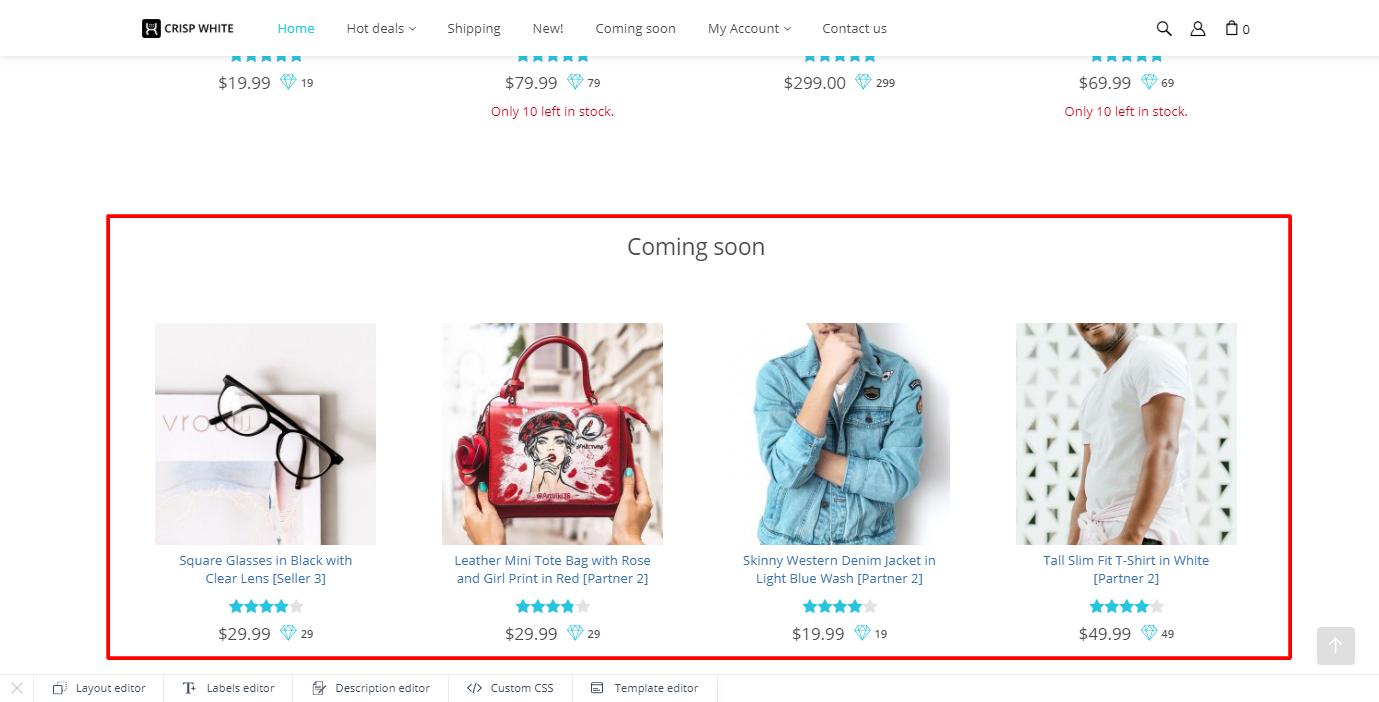 CRISP WHITE Home Hot deals Shipping New! Coming soon My Account Contact us 0
$19.99 19 $79.99 79 $299.00 299 $69.99 69
Only 10 left in stock. Only 10 left in stock.
Coming soon
vroow
@Artviki18
Square Glasses in Black with
Clear Lens [Seller 3]
Leather Mini Tote Bag with Rose
and Girl Print in Red [Partner 2]
Skinny Western Denim Jacket in
Light Blue Wash [Partner 2]
Tall Slim Fit T-Shirt in White
[Partner 2]
$29.99 29 $29.99 29 $19.99 19 $49.99 49
Layout editor Labels editor Description editor Custom CSS Template editor